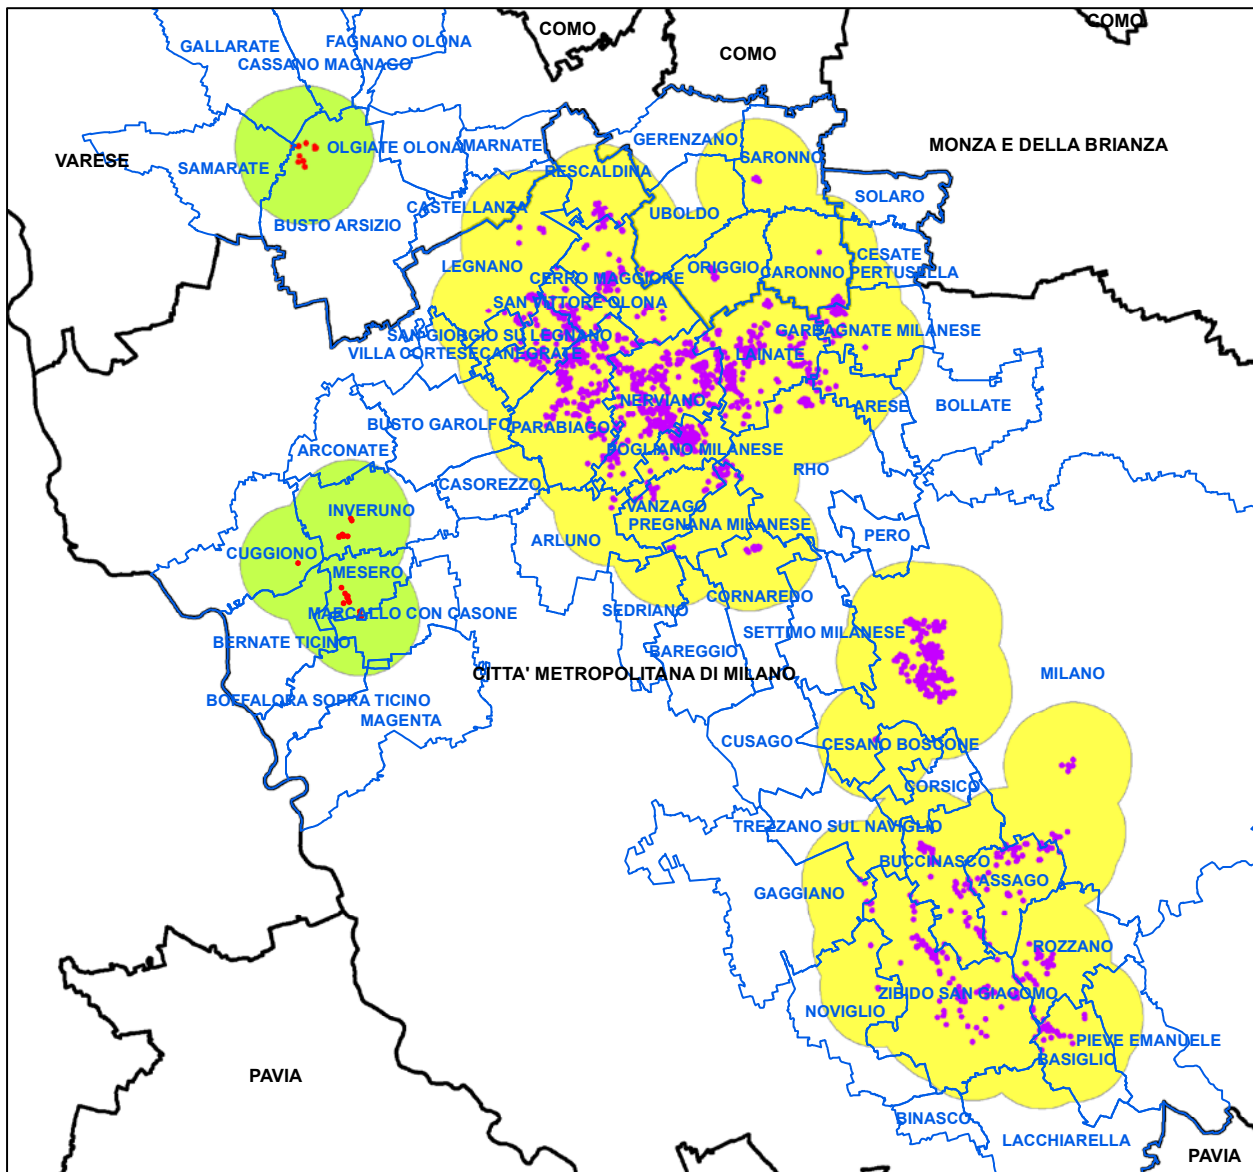 COMO
COMO
COMO
FAGNANO OLONA
GALLARATE
CASSANO MAGNAGO
GERENZANO
MONZA E DELLA BRIANZA
OLGIATE OLONA
MARNATE
SARONNO
VARESE
SAMARATE
RESCALDINA
SOLARO
CASTELLANZA
UBOLDO
BUSTO ARSIZIO
CESATE
LEGNANO
ORIGGIO
CERRO MAGGIORE
CARONNO PERTUSELLA
SAN VITTORE OLONA
GARBAGNATE MILANESE
SAN GIORGIO SU LEGNANO
VILLA CORTESE
CANEGRATE
LAINATE
NERVIANO
ARESE
BOLLATE
BUSTO GAROLFO
PARABIAGO
ARCONATE
POGLIANO MILANESE
RHO
CASOREZZO
INVERUNO
VANZAGO
PREGNANA MILANESE
PERO
ARLUNO
CUGGIONO
MESERO
CORNAREDO
MARCALLO CON CASONE
SEDRIANO
SETTIMO MILANESE
BERNATE TICINO
BAREGGIO
CITTA' METROPOLITANA DI MILANO
MILANO
BOFFALORA SOPRA TICINO
MAGENTA
CUSAGO
CESANO BOSCONE
CORSICO
TREZZANO SUL NAVIGLIO
BUCCINASCO
ASSAGO
GAGGIANO
ROZZANO
ZIBIDO SAN GIACOMO
NOVIGLIO
PIEVE EMANUELE
BASIGLIO
PAVIA
BINASCO
LACCHIARELLA
PAVIA